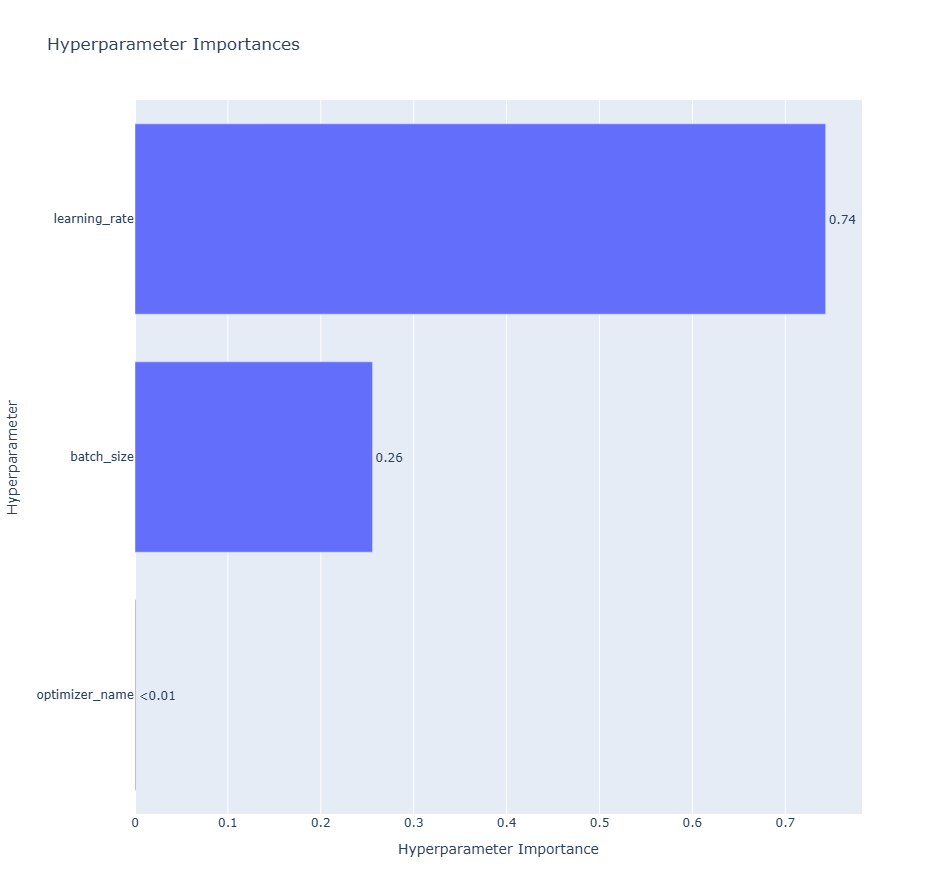 Hyperparameter Importances
learning_rate
0.74
batch_size
0.26
optimizer_name
<0.01
Hyperparameter
0
0.1
0.2
0.3
0.4
0.5
0.6
0.7
Hyperparameter Importance